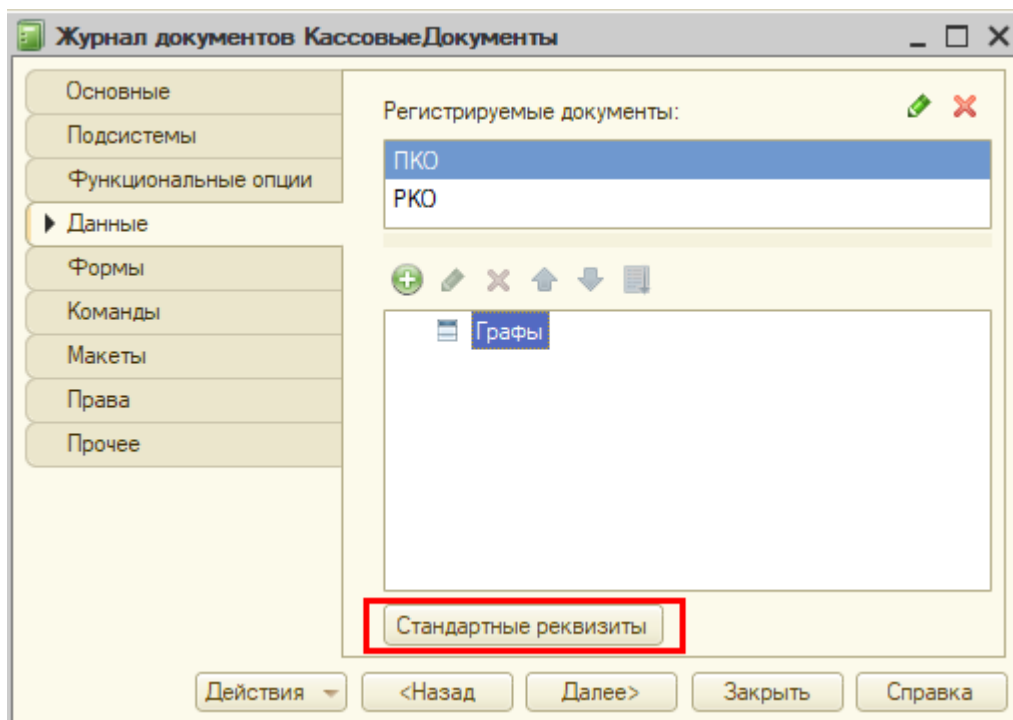 Журнал документов КассовыеДокументы
Основные
Подсистемы
Функциональные опции
Данные
Формы
Команды
Макеты
Права
Прочее
Регистрируемые документы:
ПКО
РКО
Графы
Стандартные реквизиты
Действия
<Назад
Далее>
Закрыть
Справка